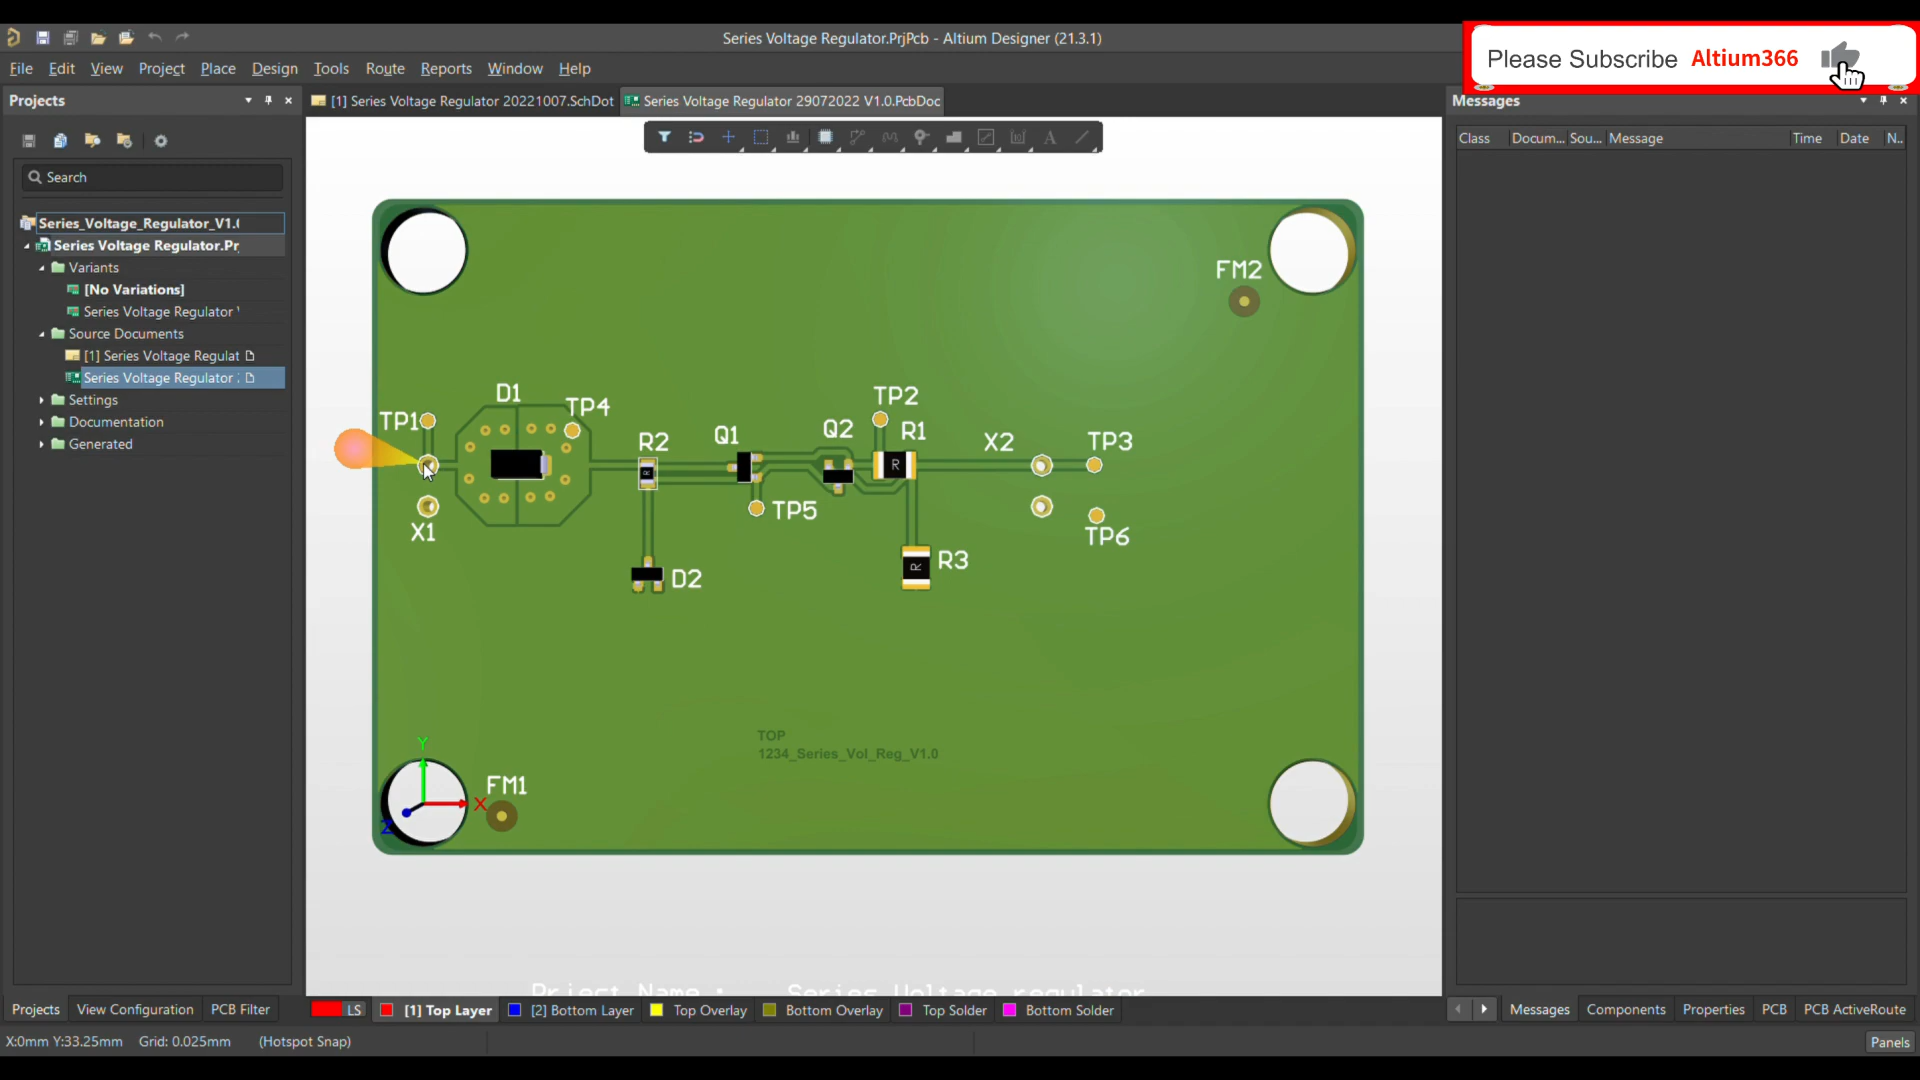 Series Voltage Regulator.PrjPcb - Altium Designer (21.3.1)
Please Subscribe Altium366
File Edit View Project Place Design Tools Route Reports Window Help
Projects
[1] Series Voltage Regulator 20221007.SchDot
Series Voltage Regulator 29072022 V1.0.PcbDoc
Messages
Class Docum... Sou... Message Time Date N..
Search
Series_Voltage_Regulator_V1.(
Series Voltage Regulator.Pr
Variants
[No Variations]
Series Voltage Regulator
Source Documents
[1] Series Voltage Regulat
Series Voltage Regulator
Settings
Documentation
Generated
FM2
D1
TP4
TP1
R2
Q1
Q2
TP2
R1
X2
TP3
R
R
TP5
X1
TP6
R3
R
D2
TOP
1234_Series_Vol_Reg_V1.0
Y
X
Z
FM1
Prject Name : Series Voltage regulator
Projects View Configuration PCB Filter
LS [1] Top Layer [2] Bottom Layer Top Overlay Bottom Overlay Top Solder Bottom Solder
Messages Components Properties PCB PCB ActiveRoute
X:0mm Y:33.25mm Grid: 0.025mm (Hotspot Snap)
Panels